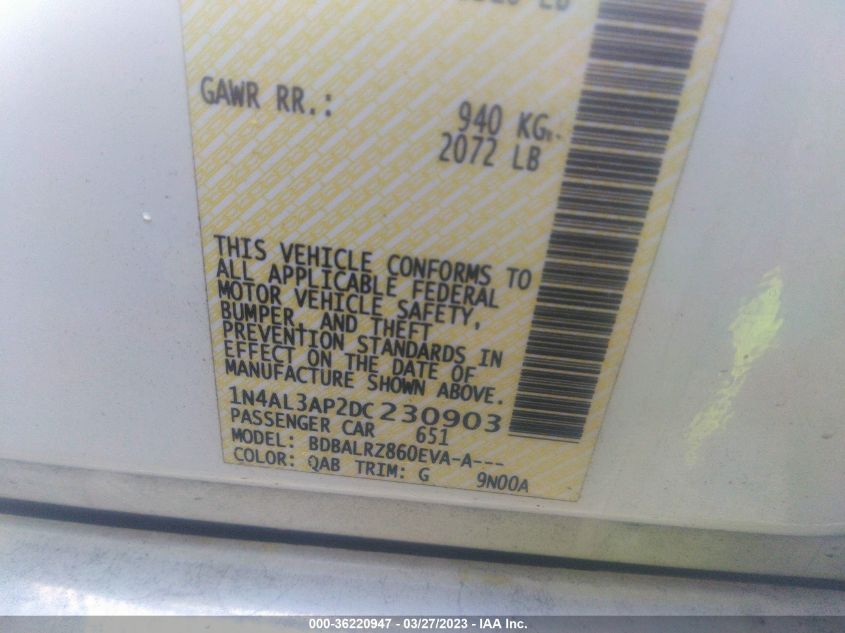 GAWR RR.: 940 KG.
2072 LB
THIS VEHICLE CONFORMS TO
ALL APPLICABLE FEDERAL
MOTOR VEHICLE SAFETY,
BUMPER, AND THEFT
PREVENTION STANDARDS IN
EFFECT ON THE DATE OF
MANUFACTURE SHOWN ABOVE.
1N4AL3AP2DC230903
PASSENGER CAR 651
MODEL: BDBALRZ860EVA-A---
COLOR: QAB TRIM: G 9N00A
000-36220947 — 03/27/2023 — IAA Inc.